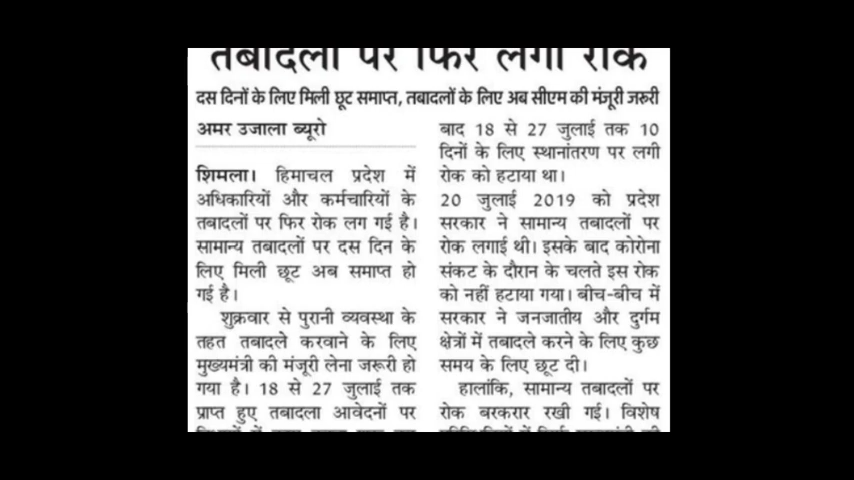 तबादलों पर फिर लगी रोक
दस दिनों के लिए मिली छूट समाप्त, तबादलों के लिए अब सीएम की मंजूरी जरूरी
अमर उजाला ब्यूरो
शिमला। हिमाचल प्रदेश में
अधिकारियों और कर्मचारियों के
तबादलों पर फिर रोक लग गई है।
सामान्य तबादलों पर दस दिन के
लिए मिली छूट अब समाप्त हो
गई है।
शुक्रवार से पुरानी व्यवस्था के
तहत तबादले करवाने के लिए
मुख्यमंत्री की मंजूरी लेना जरूरी हो
गया है। 18 से 27 जुलाई तक
प्राप्त हुए तबादला आवेदनों पर
बाद 18 से 27 जुलाई तक 10
दिनों के लिए स्थानांतरण पर लगी
रोक को हटाया था।
20 जुलाई 2019 को प्रदेश
सरकार ने सामान्य तबादलों पर
रोक लगाई थी। इसके बाद कोरोना
संकट के दौरान के चलते इस रोक
को नहीं हटाया गया। बीच-बीच में
सरकार ने जनजातीय और दुर्गम
क्षेत्रों में तबादले करने के लिए कुछ
समय के लिए छूट दी।
हालांकि, सामान्य तबादलों पर
रोक बरकरार रखी गई। विशेष